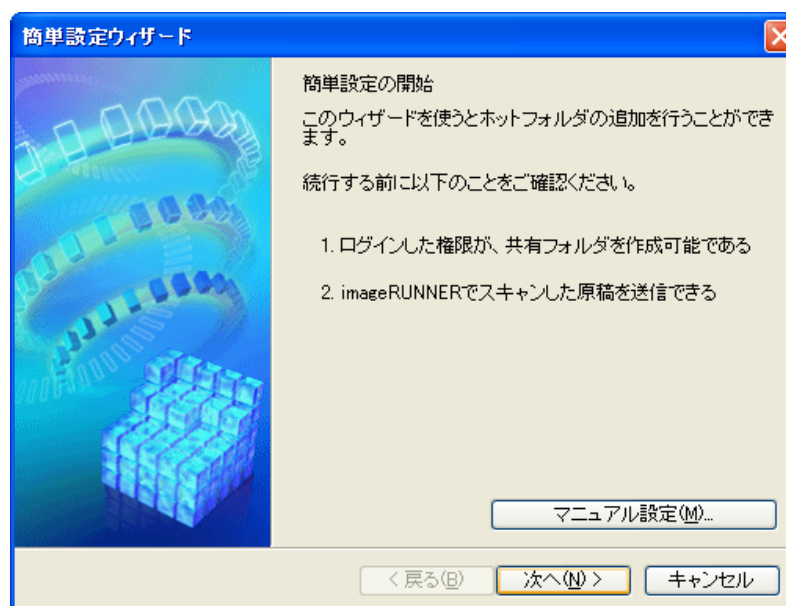 簡単設定ウィザード
簡単設定の開始
このウィザードを使うとホットフォルダの追加を行うことができ
ます。
続行する前に以下のことをご確認ください。
1. ログインした権限が、共有フォルダを作成可能である
2. imageRUNNERでスキャンした原稿を送信できる
マニュアル設定(M)...
< 戻る(B)
次へ(N) >
キャンセル